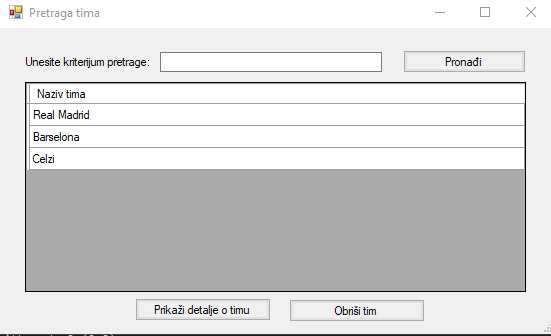 Pretraga tima
Unesite kriterijum pretrage:
Pronađi
Naziv tima
Real Madrid
Barselona
Celzi
Prikaži detalje o timu
Obriši tim